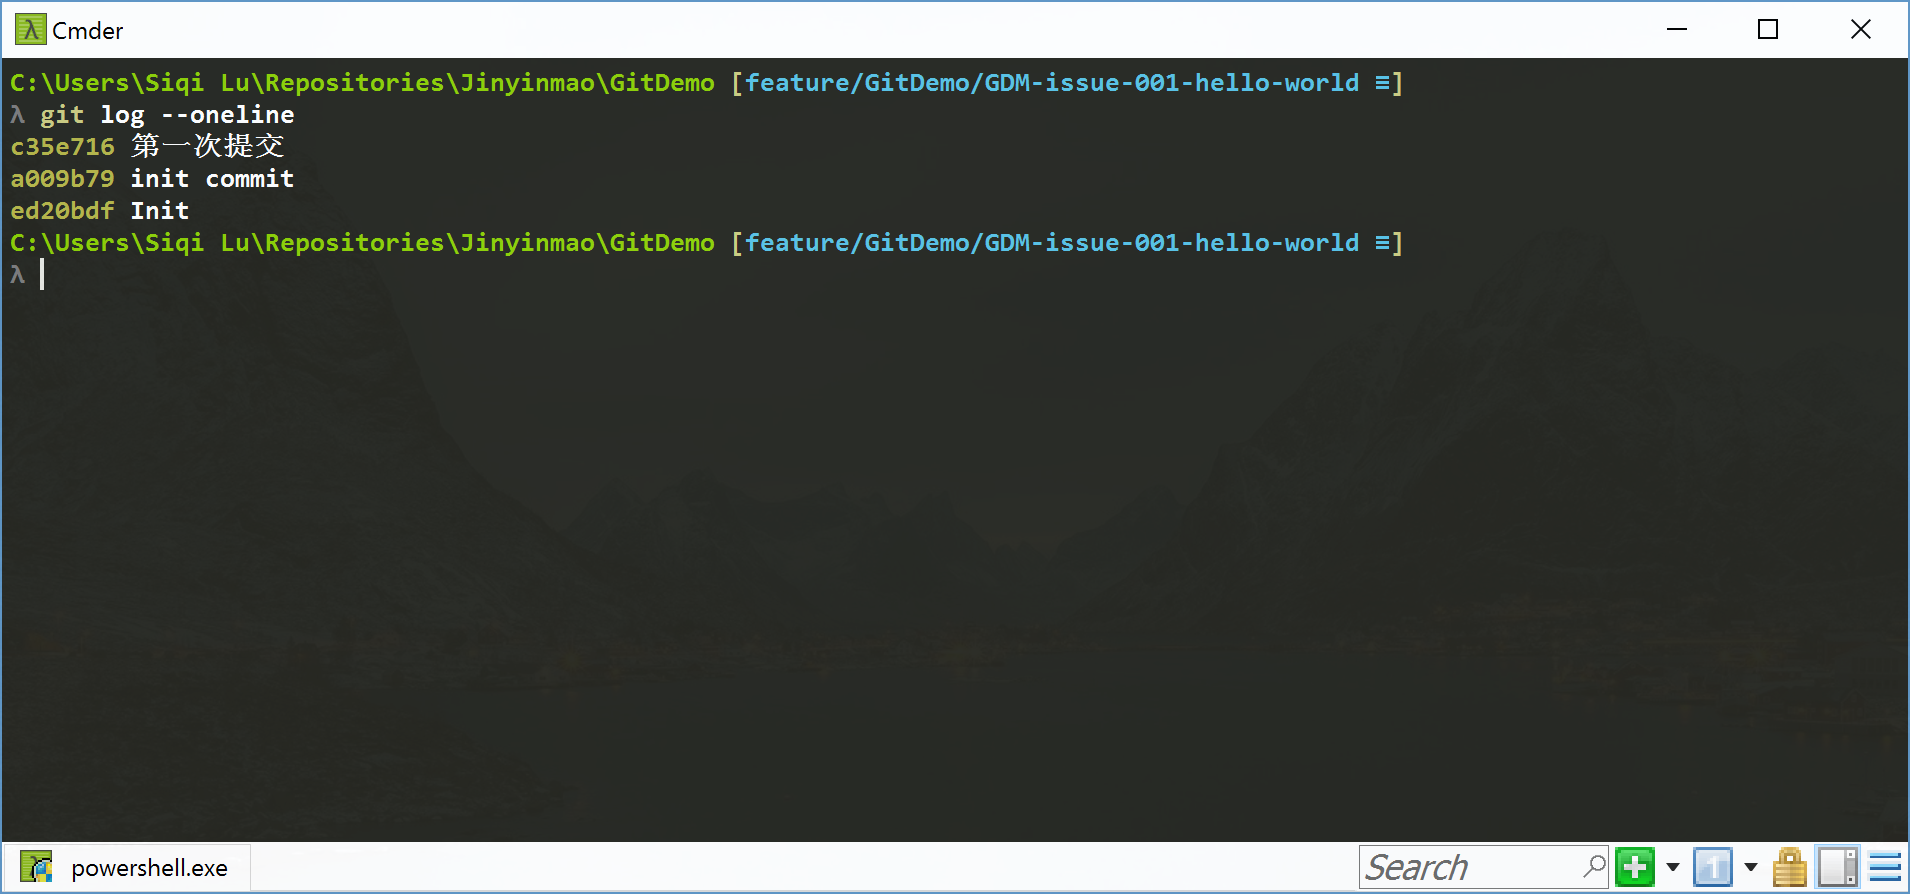 Cmder
C:\Users\Siqi Lu\Repositories\Jinyinmao\GitDemo [feature/GitDemo/GDM-issue-001-hello-world ≡]
λ git log --oneline
c35e716 第一次提交
a009b79 init commit
ed20bdf Init
C:\Users\Siqi Lu\Repositories\Jinyinmao\GitDemo [feature/GitDemo/GDM-issue-001-hello-world ≡]
λ
powershell.exe
Search
1